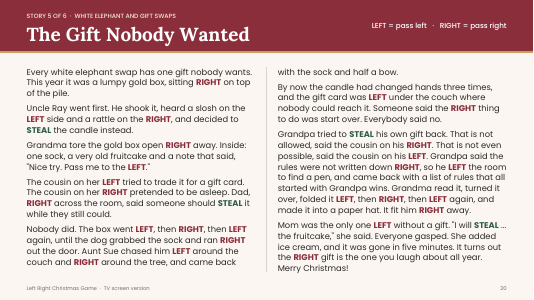 STORY 5 OF 6 · WHITE ELEPHANT AND GIFT SWAPS
The Gift Nobody Wanted
LEFT = pass left · RIGHT = pass right
Every white elephant swap has one gift nobody wants.
This year it was a lumpy gold box, sitting RIGHT on top
of the pile.
Uncle Ray went first. He shook it, heard a slosh on the
LEFT side and a rattle on the RIGHT, and decided to
STEAL the candle instead.
Grandma tore the gold box open RIGHT away. Inside:
one sock, a very old fruitcake and a note that said,
"Nice try. Pass me to the LEFT."
The cousin on her LEFT tried to trade it for a gift card.
The cousin on her RIGHT pretended to be asleep. Dad,
RIGHT across the room, said someone should STEAL it
while they still could.
Nobody did. The box went LEFT, then RIGHT, then LEFT
again, until the dog grabbed the sock and ran RIGHT
out the door. Aunt Sue chased him LEFT around the
couch and RIGHT around the tree, and came back
with the sock and half a bow.
By now the candle had changed hands three times,
and the gift card was LEFT under the couch where
nobody could reach it. Someone said the RIGHT thing
to do was start over. Everybody said no.
Grandpa tried to STEAL his own gift back. That is not
allowed, said the cousin on his RIGHT. That is not even
possible, said the cousin on his LEFT. Grandpa said the
rules were not written down RIGHT, so he LEFT the room
to find a pen, and came back with a list of rules that all
started with Grandpa wins. Grandma read it, turned it
over, folded it LEFT, then RIGHT, then LEFT again, and
made it into a paper hat. It fit him RIGHT away.
Mom was the only one LEFT without a gift. "I will STEAL ...
the fruitcake," she said. Everyone gasped. She added
ice cream, and it was gone in five minutes. It turns out
the RIGHT gift is the one you laugh about all year.
Merry Christmas!
Left Right Christmas Game · TV screen version
20